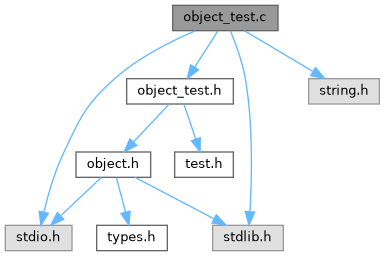 object_test.c
object_test.h
string.h
object.h
test.h
stdio.h
types.h
stdlib.h